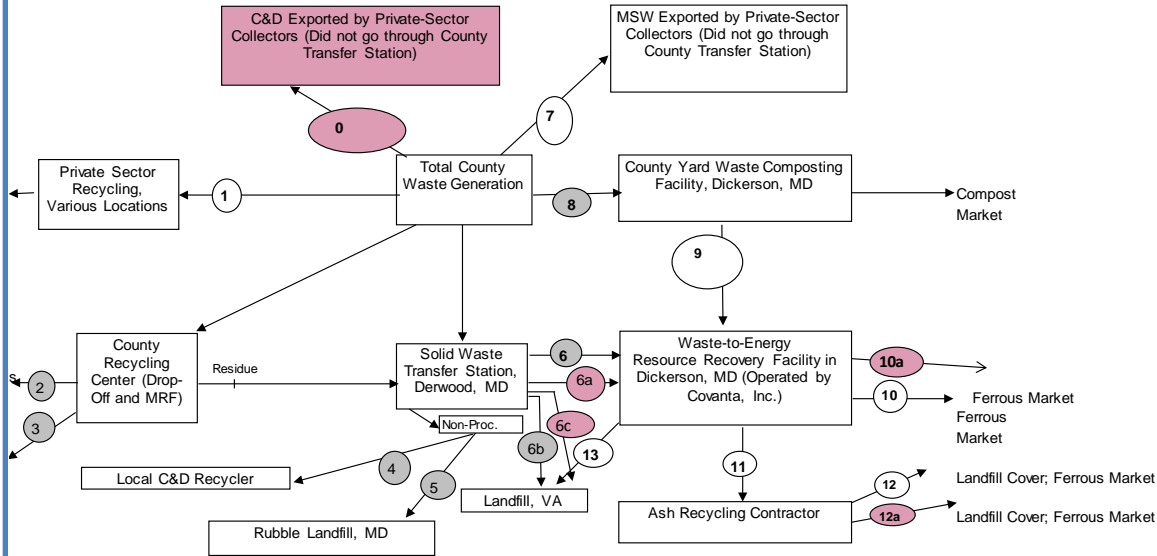 C&D Exported by Private-Sector
Collectors (Did not go through County
Transfer Station)
MSW Exported by Private-Sector
Collectors (Did not go through
County Transfer Station)
0
7
Private Sector
Recycling,
Various Locations
1
Total County
Waste Generation
8
County Yard Waste Composting
Facility, Dickerson, MD
Compost
Market
9
County
Recycling
Center (Drop-
Off and MRF)
Residue
s
2
3
Solid Waste
Transfer Station,
Derwood, MD
Non-Proc.
6
6a
6b
6c
13
Waste-to-Energy
Resource Recovery Facility in
Dickerson, MD (Operated by
Covanta, Inc.)
10a
10
Ferrous Market
Ferrous
Market
4
5
11
Local C&D Recycler
Rubble Landfill, MD
Landfill, VA
Ash Recycling Contractor
12
Landfill Cover; Ferrous Market
12a
Landfill Cover; Ferrous Market